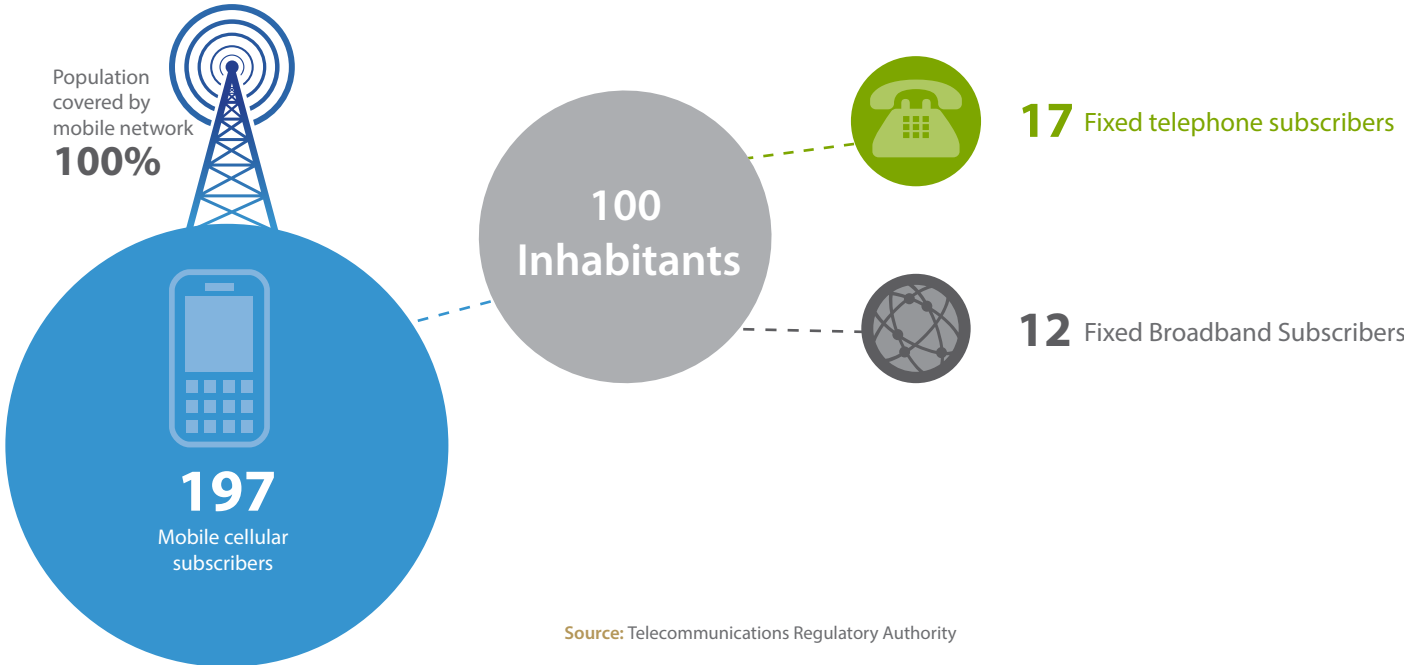 Population
covered by
mobile network
100%
197
Mobile cellular
subscribers
100
Inhabitants
17 Fixed telephone subscribers
12 Fixed Broadband Subscribers
Source: Telecommunications Regulatory Authority